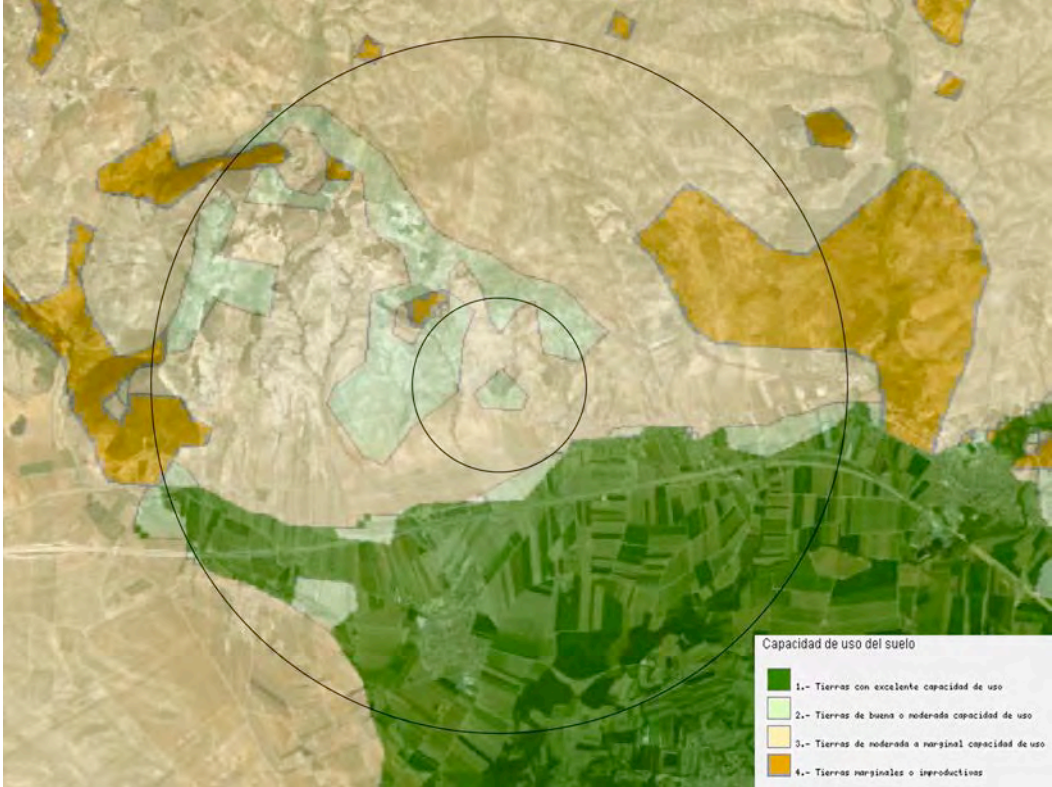 Capacidad de uso del suelo
1.- Tierras con excelente capacidad de uso
2.- Tierras de buena o moderada capacidad de uso
3.- Tierras de moderada a marginal capacidad de uso
4.- Tierras marginales o improductivas